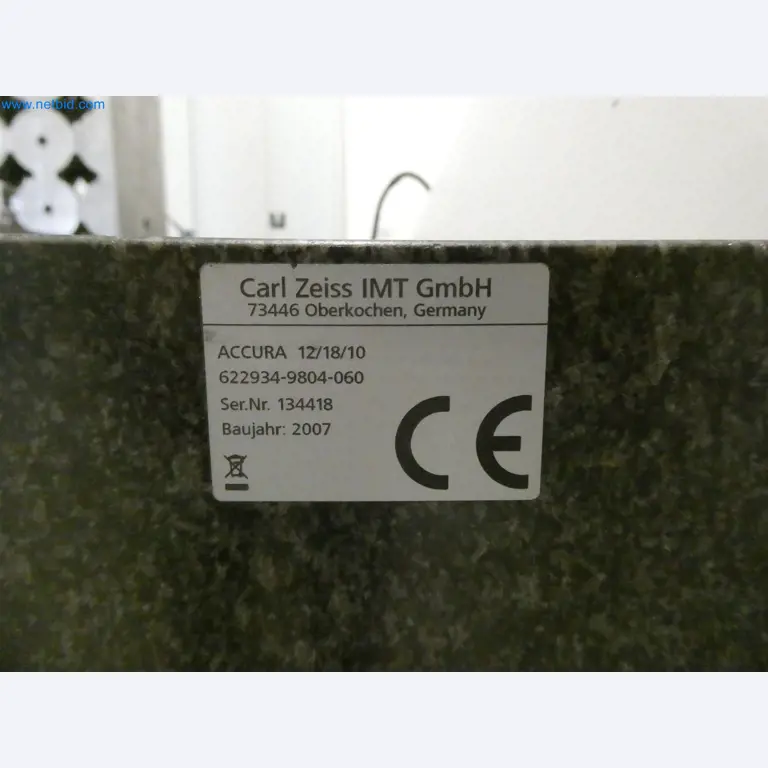 www.netbid.com
Carl Zeiss IMT GmbH
73446 Oberkochen, Germany
ACCURA 12/18/10
622934-9804-060
Ser.Nr. 134418
Baujahr: 2007
CE